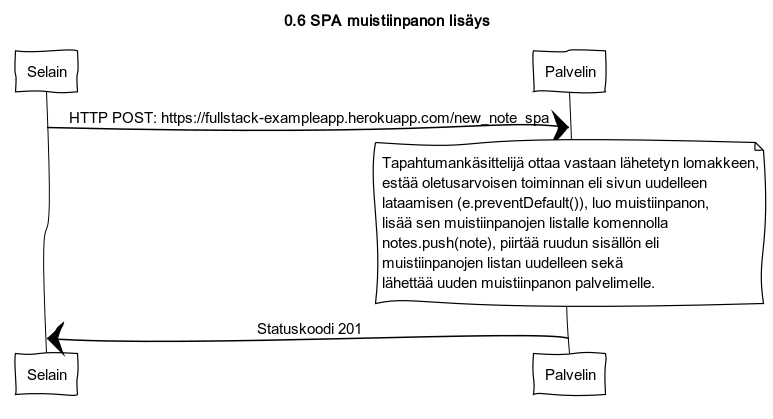 0.6 SPA muistiinpanon lisäys
Selain
Palvelin
HTTP POST: https://fullstack-exampleapp.herokuapp.com/new_note_spa
Tapahtumankäsittelijä ottaa vastaan lähetetyn lomakkeen,
estää oletusarvoisen toiminnan eli sivun uudelleen
lataamisen (e.preventDefault()), luo muistiinpanon,
lisää sen muistiinpanojen listalle komennolla
notes.push(note), piirtää ruudun sisällön eli
muistiinpanojen listan uudelleen sekä
lähettää uuden muistiinpanon palvelimelle.
Statuskoodi 201
Selain
Palvelin